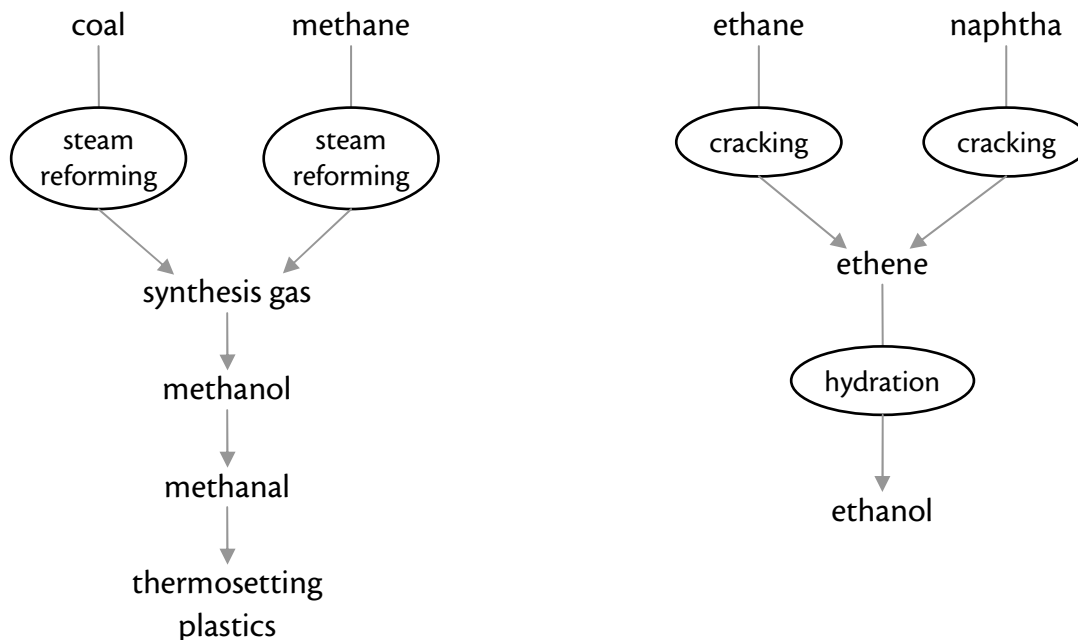 coal
methane
steam
reforming
steam
reforming
synthesis gas
methanol
methanal
thermosetting
plastics
ethane
naphtha
cracking
cracking
ethene
hydration
ethanol